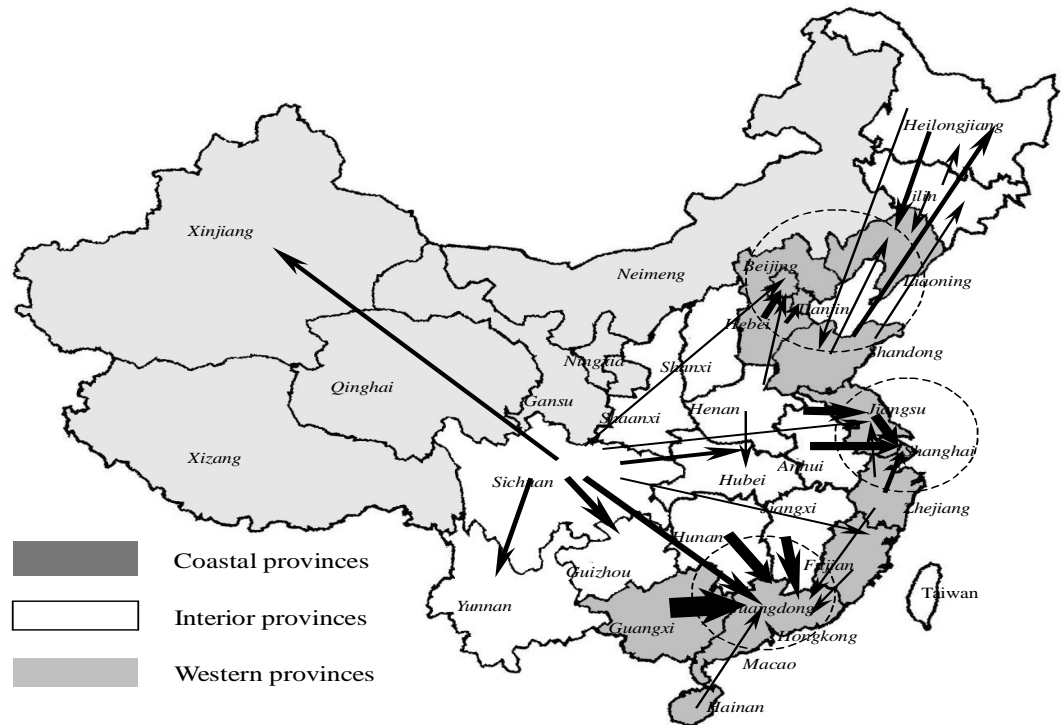 Heilongjiang
Jilin
Xinjiang
Neimeng
Beijing
Liaoning
Tianjin
Hebei
Shandong
Shanxi
Ningxia
Qinghai
Gansu
Shaanxi
Henan
Jiangsu
Xizang
Shanghai
Anhui
Sichuan
Hubei
Zhejiang
Jiangxi
Hunan
Fujian
Guizhou
Taiwan
Yunnan
Guangdong
Guangxi
Hongkong
Macao
Hainan
Coastal provinces
Interior provinces
Western provinces